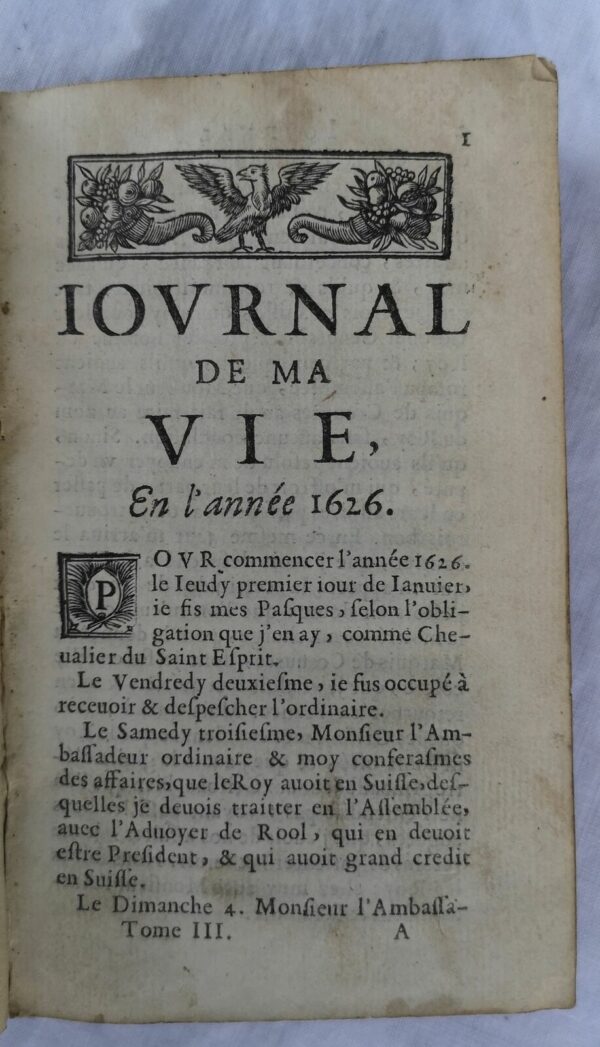 1
IOVRNAL
DE MA
VIE,
En l'année 1626.
POVR commencer l'année 1626.
le Ieudy premier iour de Ianuier,
ie fis mes Pasques, ſelon l'obli-
gation que j'en ay, comme Che-
ualier du Saint Eſprit.
Le Vendredy deuxieſme, ie fus occupé à
receuoir & deſpeſcher l'ordinaire.
Le Samedy troiſieſme, Monſieur l'Am-
baſſadeur ordinaire & moy conferaſmes
des affaires, que le Roy auoit en Suiſſe, deſ-
quelles je deuois traitter en l'Aſſemblée,
auec l'Aduoyer de Rool, qui en deuoit
eſtre Preſident, & qui auoit grand credit
en Suiſſe.
Le Dimanche 4. Monſieur l'Ambaſſa-
Tome III. A